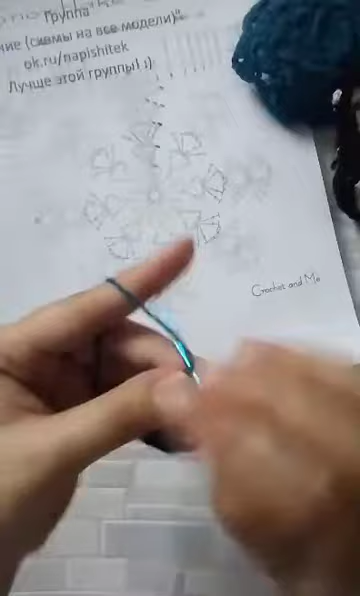 Группа
ние (схемы на все модели)"
ok.ru/napishitek
Лучше этой группы! :)
Crochet and Me